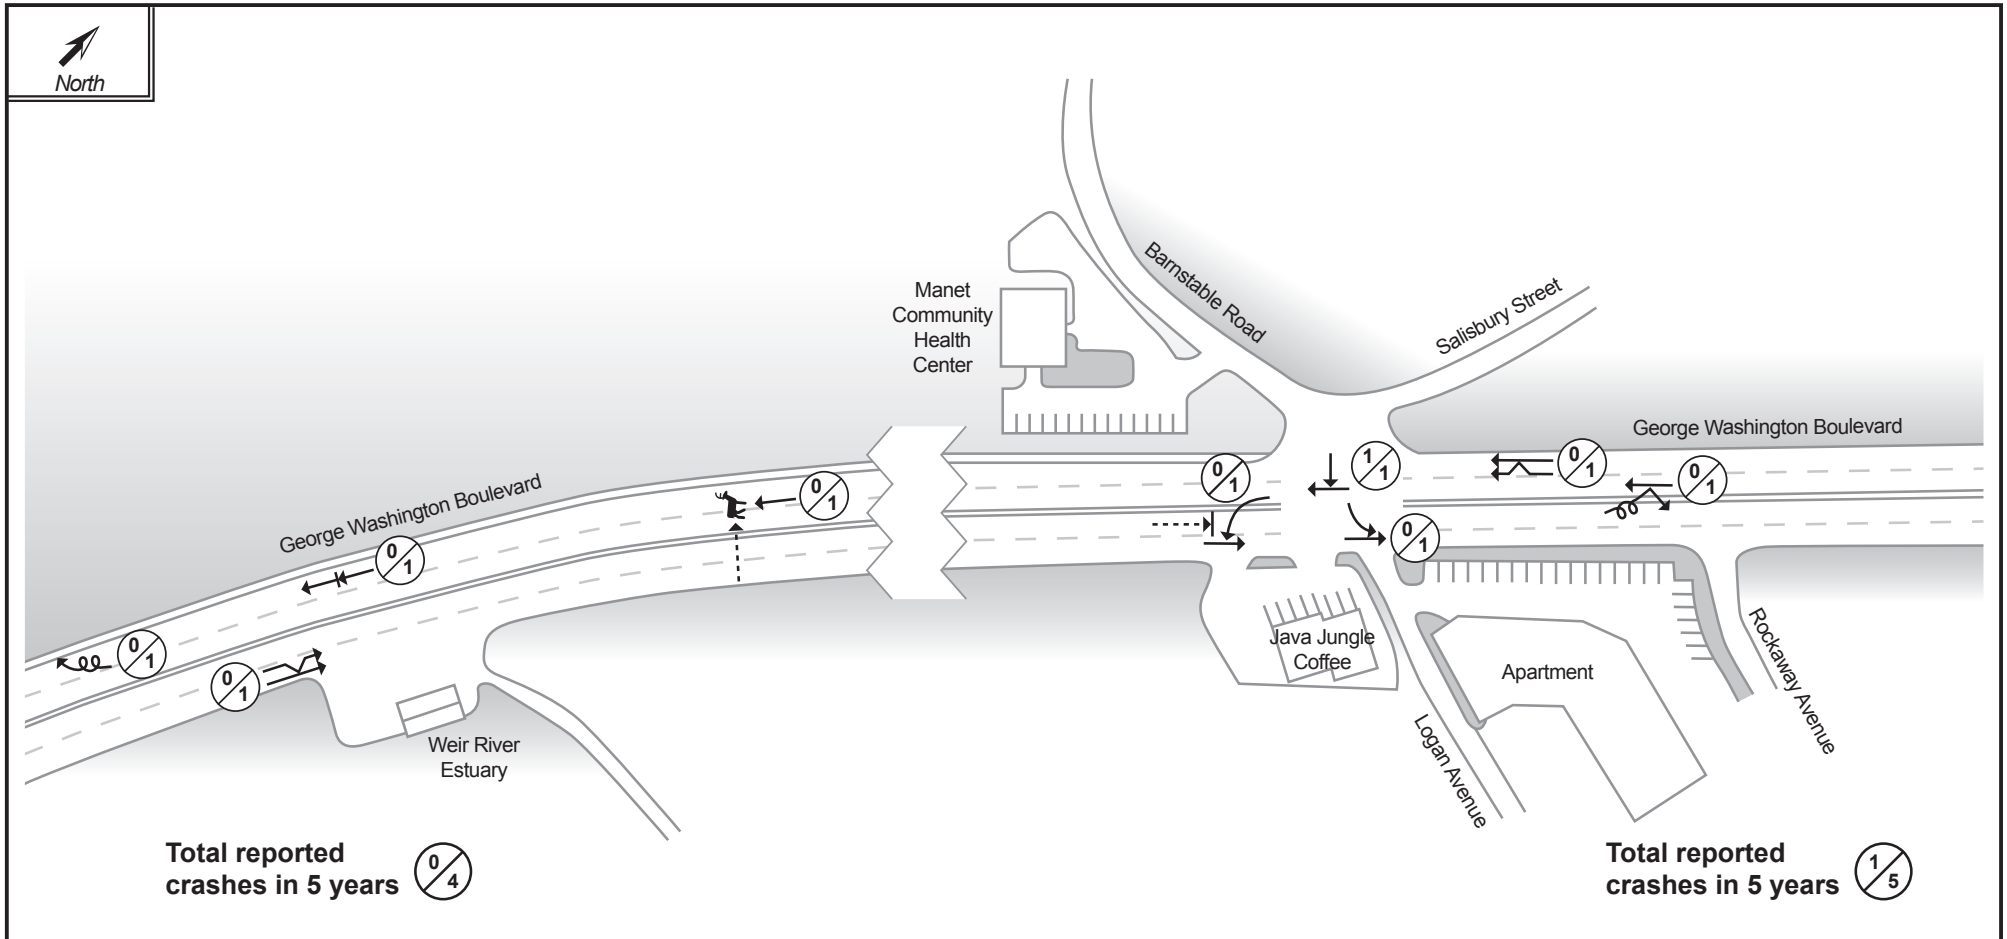 North
Manet
Community
Health
Center
Barnstable Road
Salisbury Street
George Washington Boulevard
George Washington Boulevard
0/1
0/1
0/1
0/1
0/1
1/1
0/1
0/1
0/1
Java Jungle
Coffee
Apartment
Rockaway Avenue
Logan Avenue
Weir River
Estuary
Total reported
crashes in 5 years 0/4
Total reported
crashes in 5 years 1/5